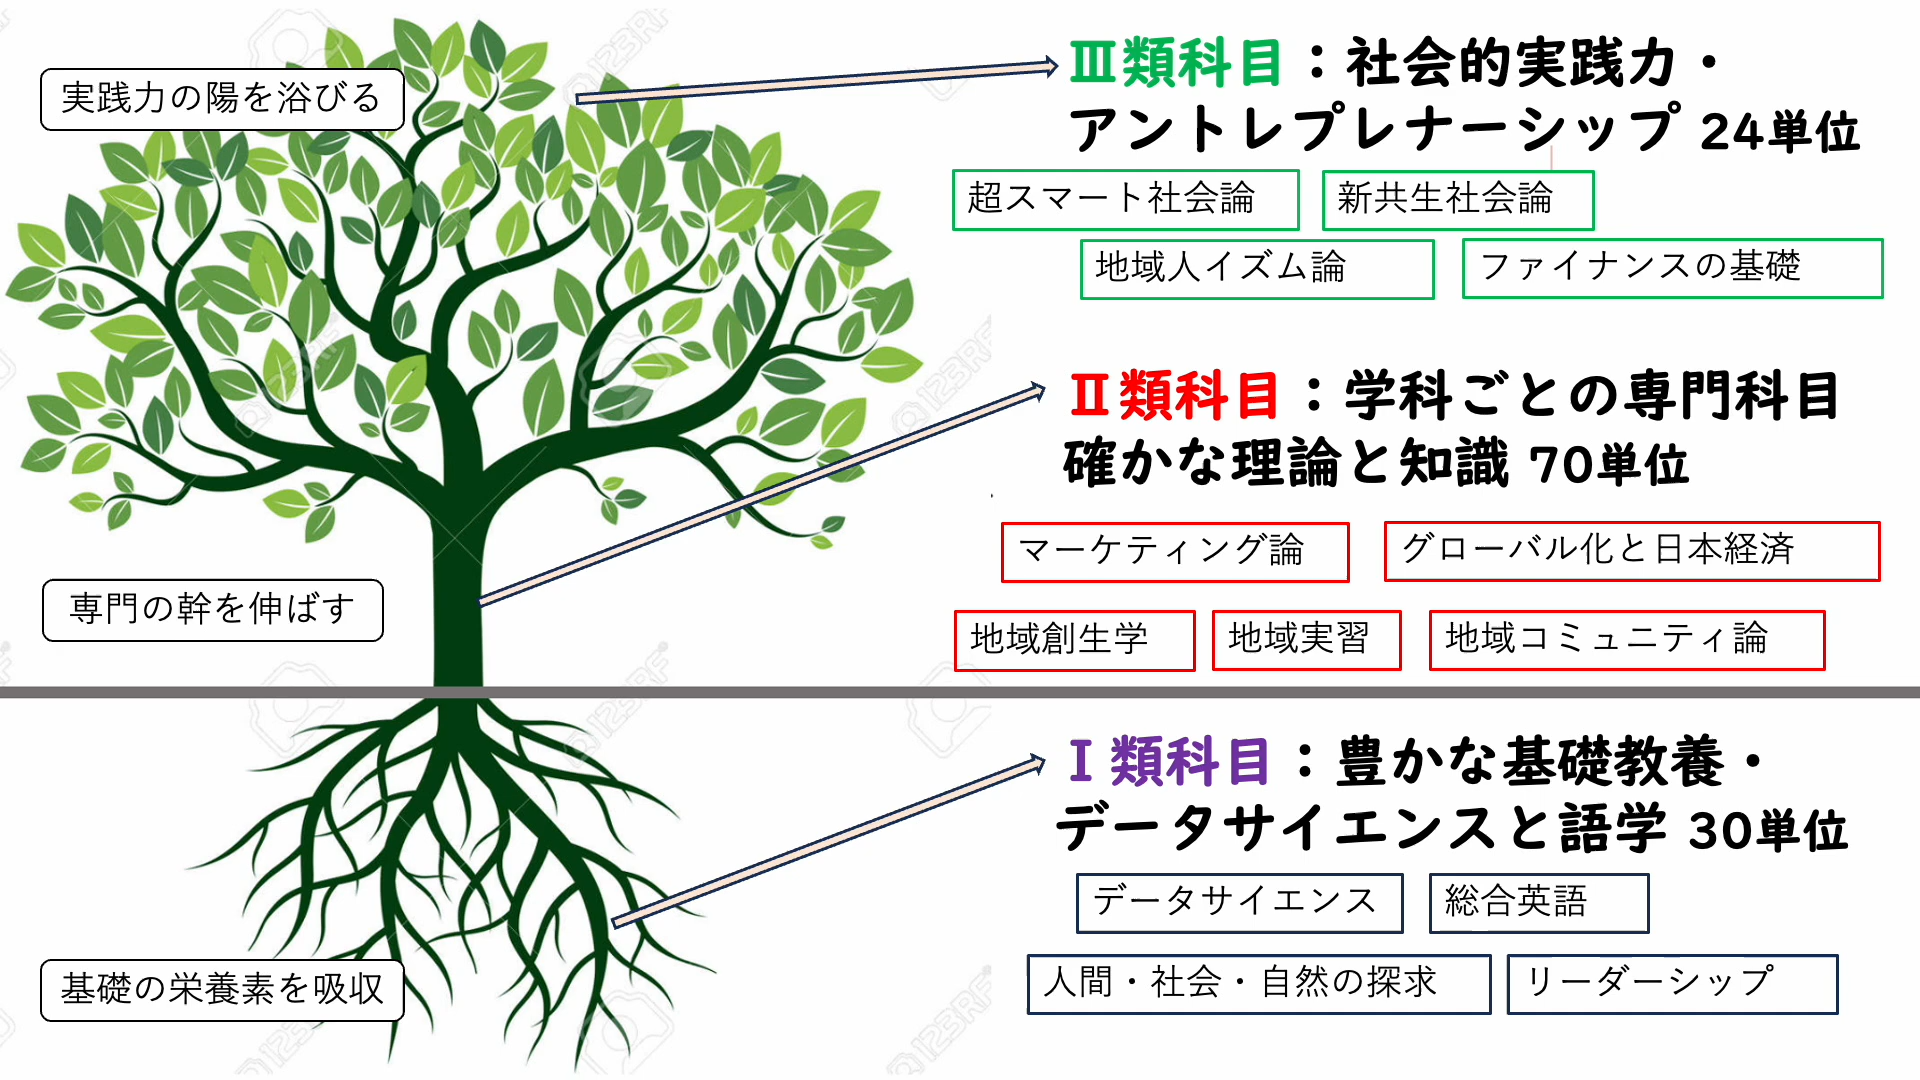 実践力の陽を浴びる
Ⅲ類科目：社会的実践力・
アントレプレナーシップ 24単位
超スマート社会論
新共生社会論
地域人イズム論
ファイナンスの基礎
Ⅱ類科目：学科ごとの専門科目
確かな理論と知識 70単位
マーケティング論
グローバル化と日本経済
専門の幹を伸ばす
地域創生学
地域実習
地域コミュニティ論
Ⅰ類科目：豊かな基礎教養・
データサイエンスと語学 30単位
データサイエンス
総合英語
基礎の栄養素を吸収
人間・社会・自然の探求
リーダーシップ
123RF
123RF
123RF
123RF
123RF
123RF
123RF